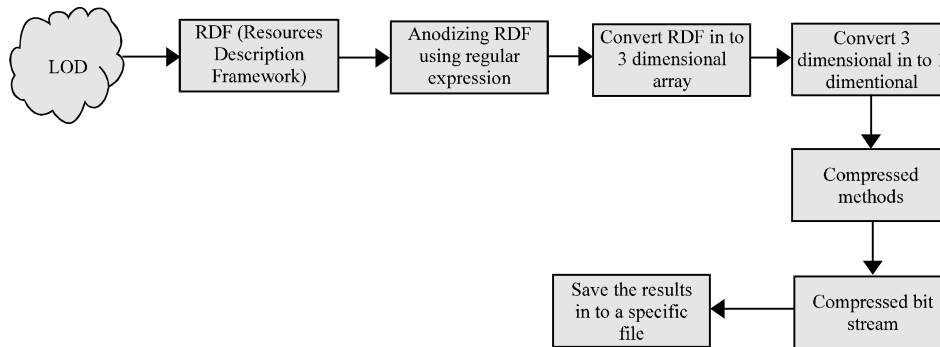 LOD
RDF (Resources
Description
Framework)
Anodizing RDF
using regular
expression
Convert RDF in to
3 dimensional
array
Convert 3
dimensional in to
dimentional
Compressed
methods
Compressed bit
stream
Save the results
in to a specific
file